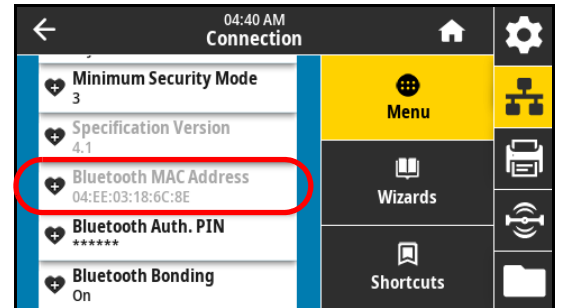 04:40 AM
Connection
Minimum Security Mode
3
Specification Version
4.1
Bluetooth MAC Address
04:EE:03:18:6C:8E
Bluetooth Auth. PIN
******
Bluetooth Bonding
On
Menu
Wizards
Shortcuts